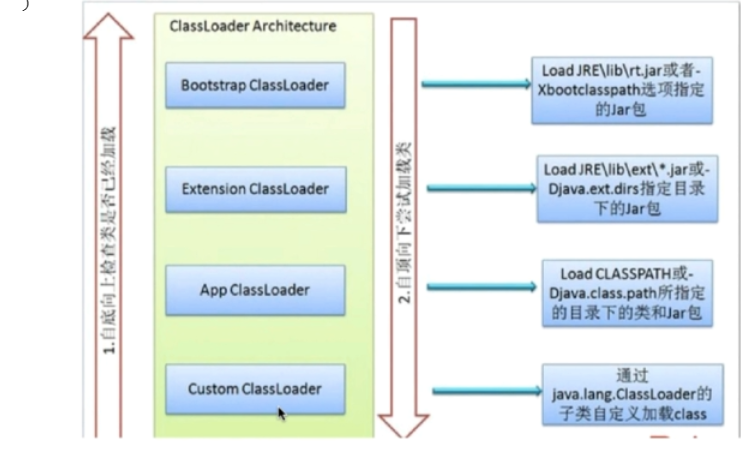 ClassLoader Architecture
1.自底向上检查类是否已经加载
2.自顶向下尝试加载类
Bootstrap ClassLoader
Load JRE\lib\rt.jar或者-
Xbootclasspath选项指定
的Jar包
Extension ClassLoader
Load JRE\lib\ext\*.jar或-
Djava.ext.dirs指定目录
下的Jar包
App ClassLoader
Load CLASSPATH或-
Djava.class.path所指定
的目录下的类和Jar包
Custom ClassLoader
通过
java.lang.ClassLoader的
子类自定义加载class